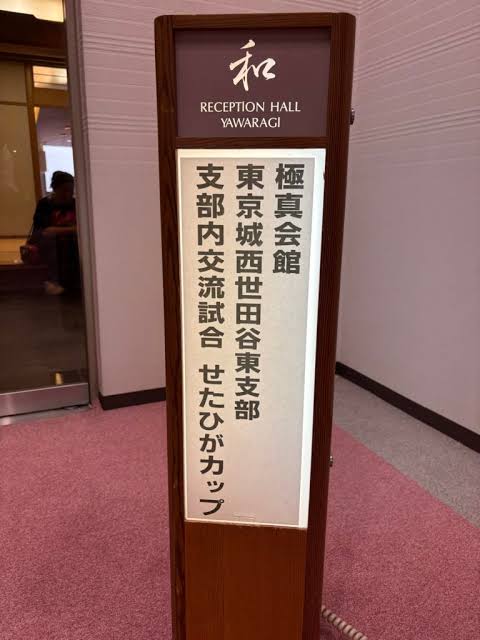 和
RECEPTION HALL
YAWARAGI
極真会館
東京城西世田谷東支部
支部内交流試合 せたひがカップ